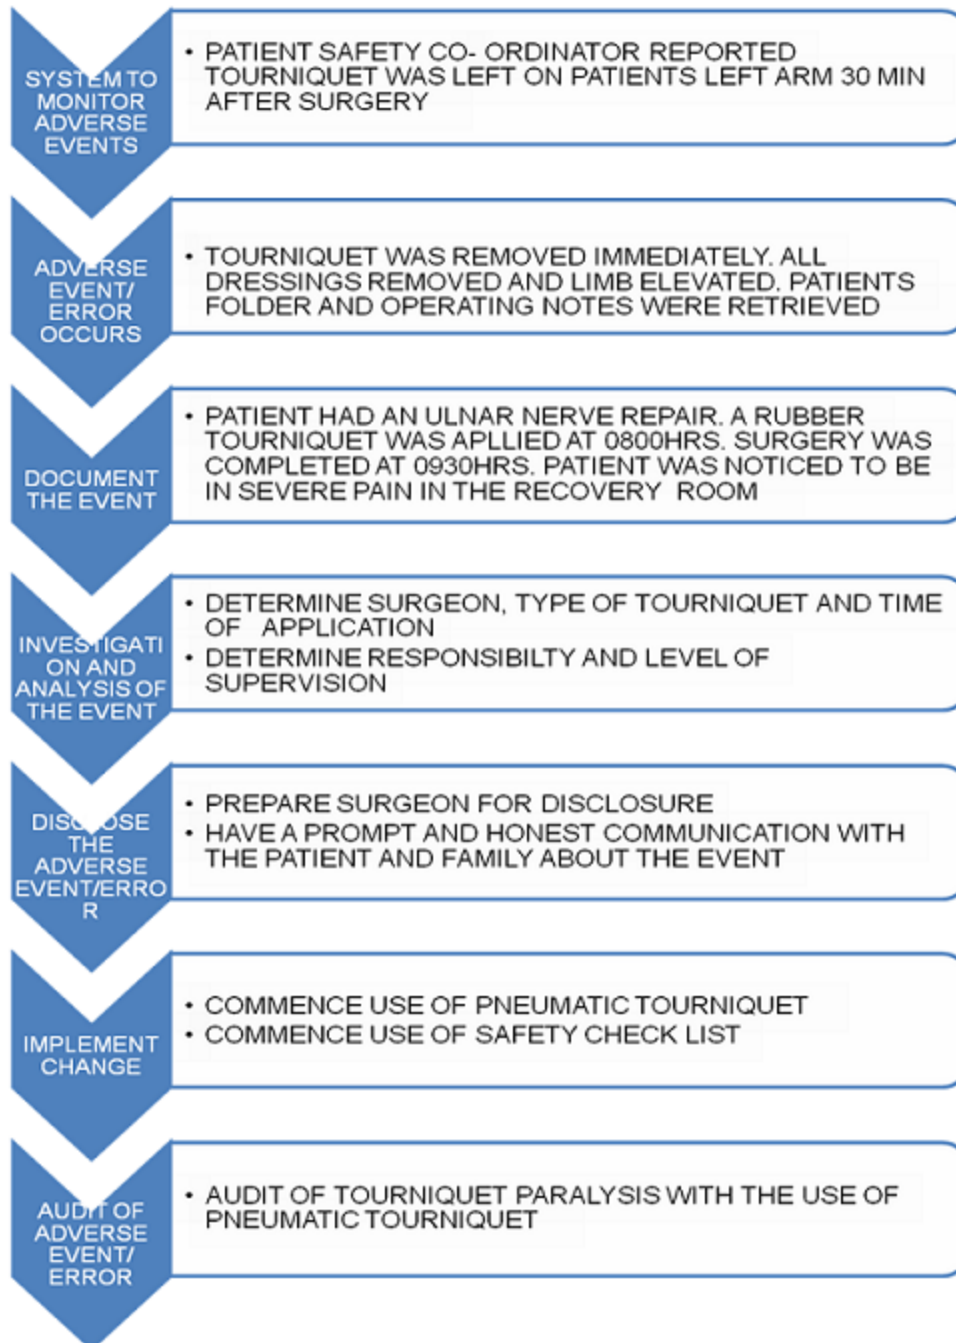 SYSTEM TO
MONITOR
ADVERSE
EVENTS
• PATIENT SAFETY CO- ORDINATOR REPORTED
TOURNIQUET WAS LEFT ON PATIENTS LEFT ARM 30 MIN
AFTER SURGERY
ADVERSE
EVENT/
ERROR
OCCURS
• TOURNIQUET WAS REMOVED IMMEDIATELY. ALL
DRESSINGS REMOVED AND LIMB ELEVATED. PATIENTS
FOLDER AND OPERATING NOTES WERE RETRIEVED
DOCUMENT
THE EVENT
• PATIENT HAD AN ULNAR NERVE REPAIR. A RUBBER
TOURNIQUET WAS APLLIED AT 0800HRS. SURGERY WAS
COMPLETED AT 0930HRS. PATIENT WAS NOTICED TO BE
IN SEVERE PAIN IN THE RECOVERY ROOM
INVESTIGATI
ON AND
ANALYSIS OF
THE EVENT
• DETERMINE SURGEON, TYPE OF TOURNIQUET AND TIME
OF APPLICATION
• DETERMINE RESPONSIBILTY AND LEVEL OF
SUPERVISION
DISCLOSE
THE
ADVERSE
EVENT/ERRO
R
• PREPARE SURGEON FOR DISCLOSURE
• HAVE A PROMPT AND HONEST COMMUNICATION WITH
THE PATIENT AND FAMILY ABOUT THE EVENT
IMPLEMENT
CHANGE
• COMMENCE USE OF PNEUMATIC TOURNIQUET
• COMMENCE USE OF SAFETY CHECK LIST
AUDIT OF
ADVERSE
EVENT/
ERROR
• AUDIT OF TOURNIQUET PARALYSIS WITH THE USE OF
PNEUMATIC TOURNIQUET